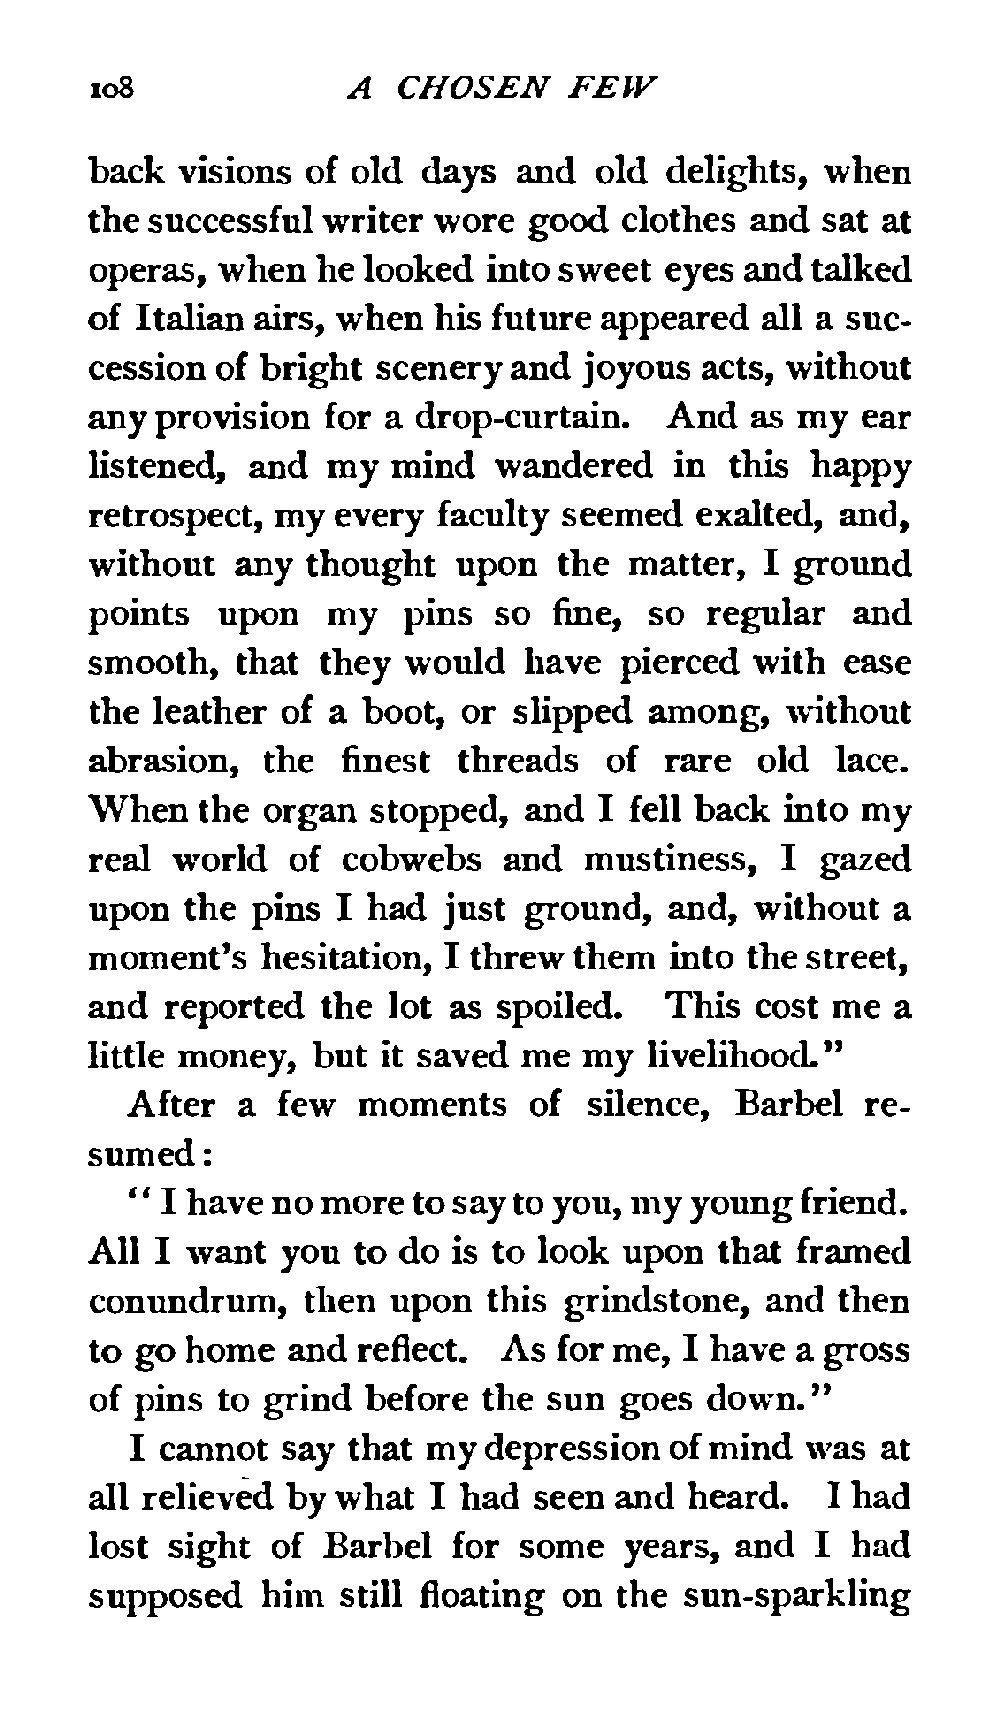 108 A CHOSEN FEW
back visions of old days and old delights, when
the successful writer wore good clothes and sat at
operas, when he looked into sweet eyes and talked
of Italian airs, when his future appeared all a suc-
cession of bright scenery and joyous acts, without
any provision for a drop-curtain. And as my ear
listened, and my mind wandered in this happy
retrospect, my every faculty seemed exalted, and,
without any thought upon the matter, I ground
points upon my pins so fine, so regular and
smooth, that they would have pierced with ease
the leather of a boot, or slipped among, without
abrasion, the finest threads of rare old lace.
When the organ stopped, and I fell back into my
real world of cobwebs and mustiness, I gazed
upon the pins I had just ground, and, without a
moment's hesitation, I threw them into the street,
and reported the lot as spoiled. This cost me a
little money, but it saved me my livelihood."
After a few moments of silence, Barbel re-
sumed:
"I have no more to say to you, my young friend.
All I want you to do is to look upon that framed
conundrum, then upon this grindstone, and then
to go home and reflect. As for me, I have a gross
of pins to grind before the sun goes down."
I cannot say that my depression of mind was at
all relieved by what I had seen and heard. I had
lost sight of Barbel for some years, and I had
supposed him still floating on the sun-sparkling